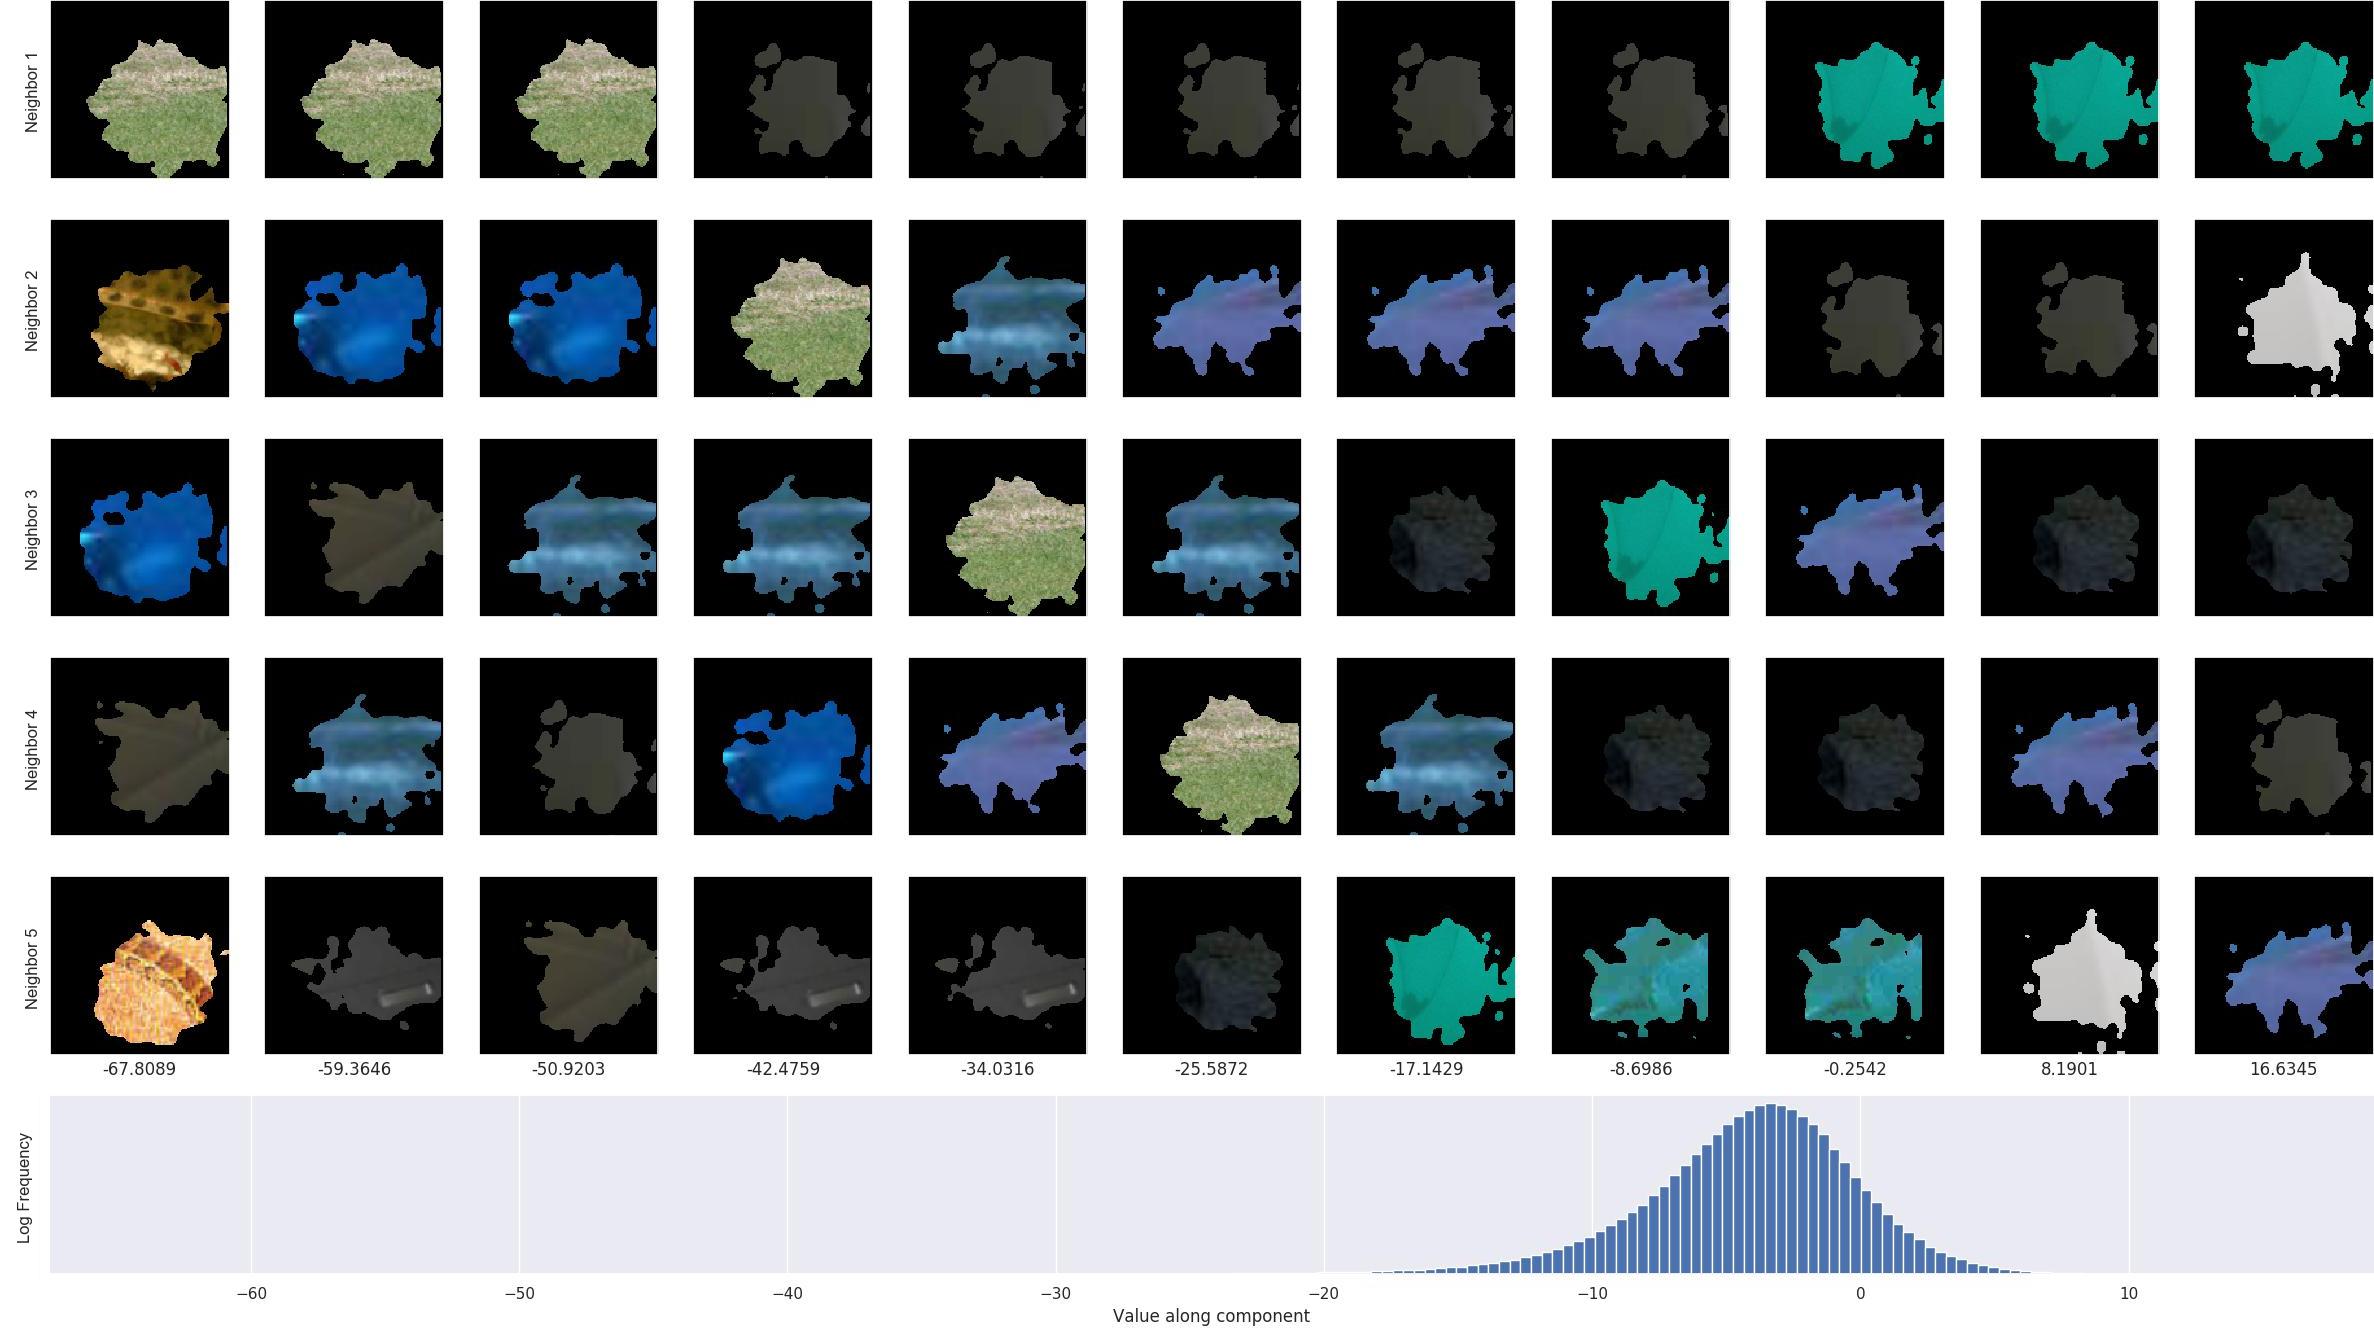 Neighbor 1
Neighbor 2
Neighbor 3
Neighbor 4
Neighbor 5
-67.8089 -59.3646 -50.9203 -42.4759 -34.0316 -25.5872 -17.1429 -8.6986 -0.2542 8.1901 16.6345
Log Frequency
−60 −50 −40 −30 −20 −10 0 10
Value along component